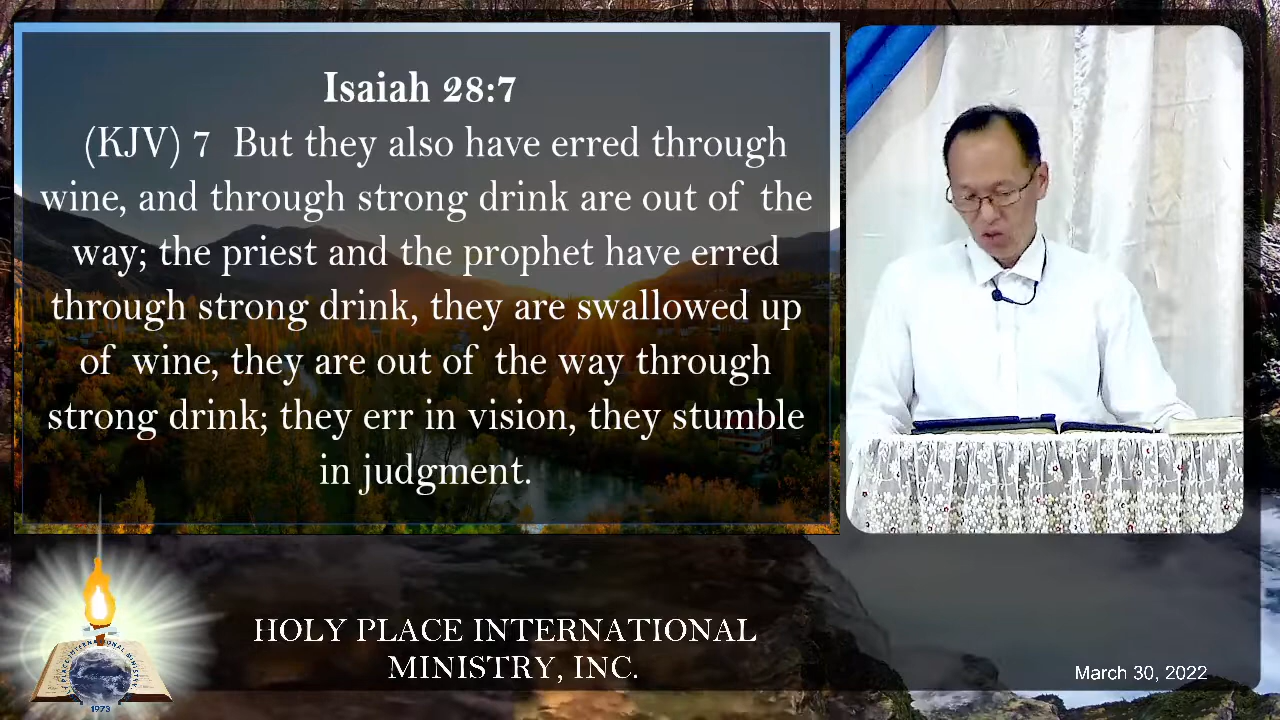 Isaiah 28:7
(KJV) 7 But they also have erred through
wine, and through strong drink are out of the
way; the priest and the prophet have erred
through strong drink, they are swallowed up
of wine, they are out of the way through
strong drink; they err in vision, they stumble
in judgment.
HOLY PLACE INTERNATIONAL
MINISTRY, INC.
March 30, 2022
1973